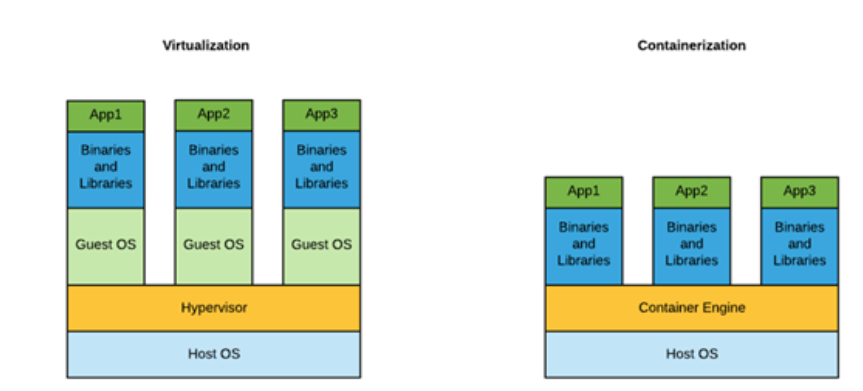 Virtualization
App1
App2
App3
Binaries
and
Libraries
Binaries
and
Libraries
Binaries
and
Libraries
Guest OS
Guest OS
Guest OS
Hypervisor
Host OS
Containerization
App1
App2
App3
Binaries
and
Libraries
Binaries
and
Libraries
Binaries
and
Libraries
Container Engine
Host OS